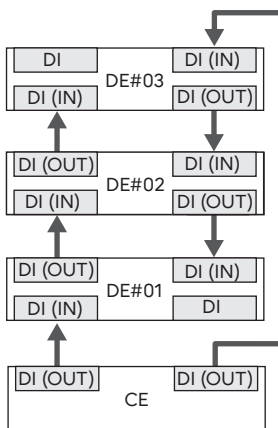 DI DI (IN)
DE#03
DI (IN) DI (OUT)
DI (OUT) DI (IN)
DE#02
DI (IN) DI (OUT)
DI (OUT) DI (IN)
DE#01
DI (IN) DI
DI (OUT) DI (OUT)
CE